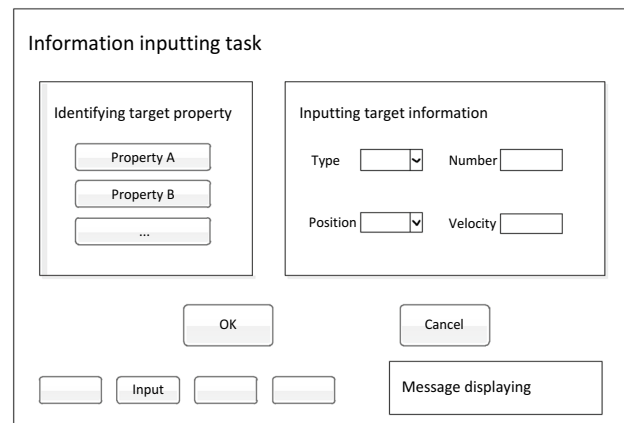 Information inputting task
Identifying target property
Property A
Property B
...
Inputting target information
Type
Number
Position
Velocity
OK
Cancel
Input
Message displaying